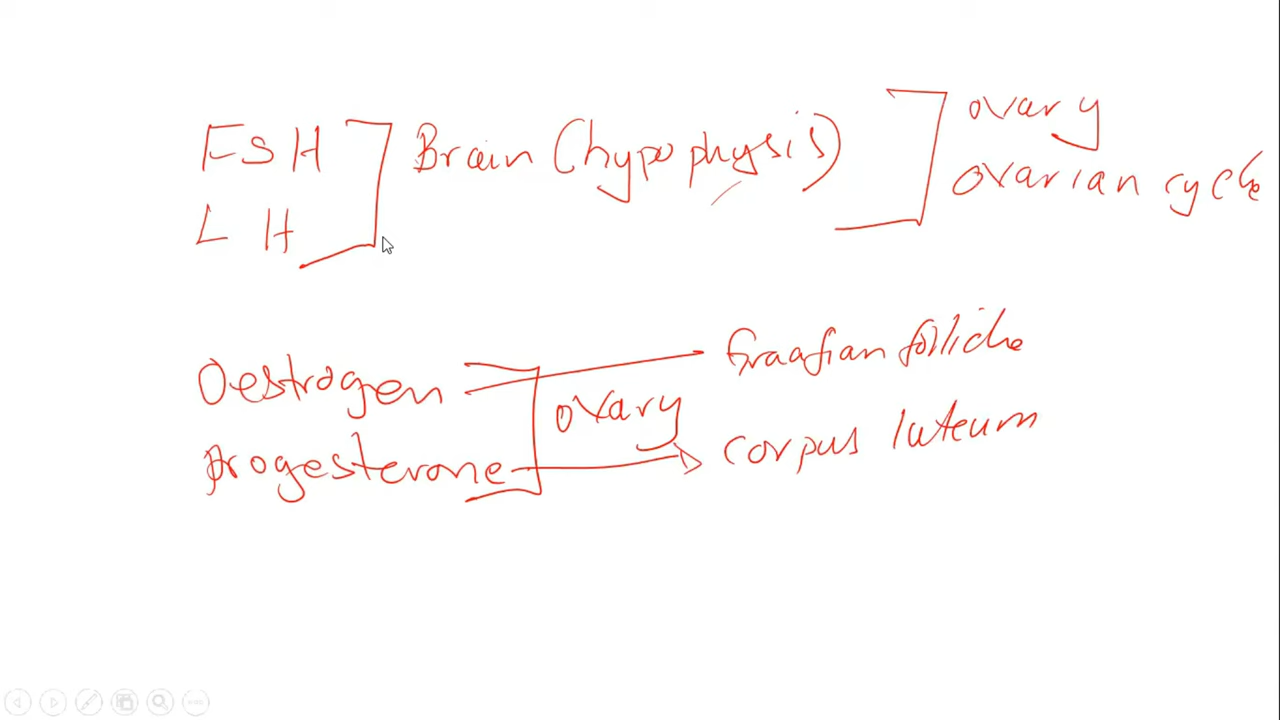 FSH
LH
Brain (hypophysis)
ovary
ovarian cycle
Oestrogen
Progesterone
ovary
Graafian follicle
corpus luteum